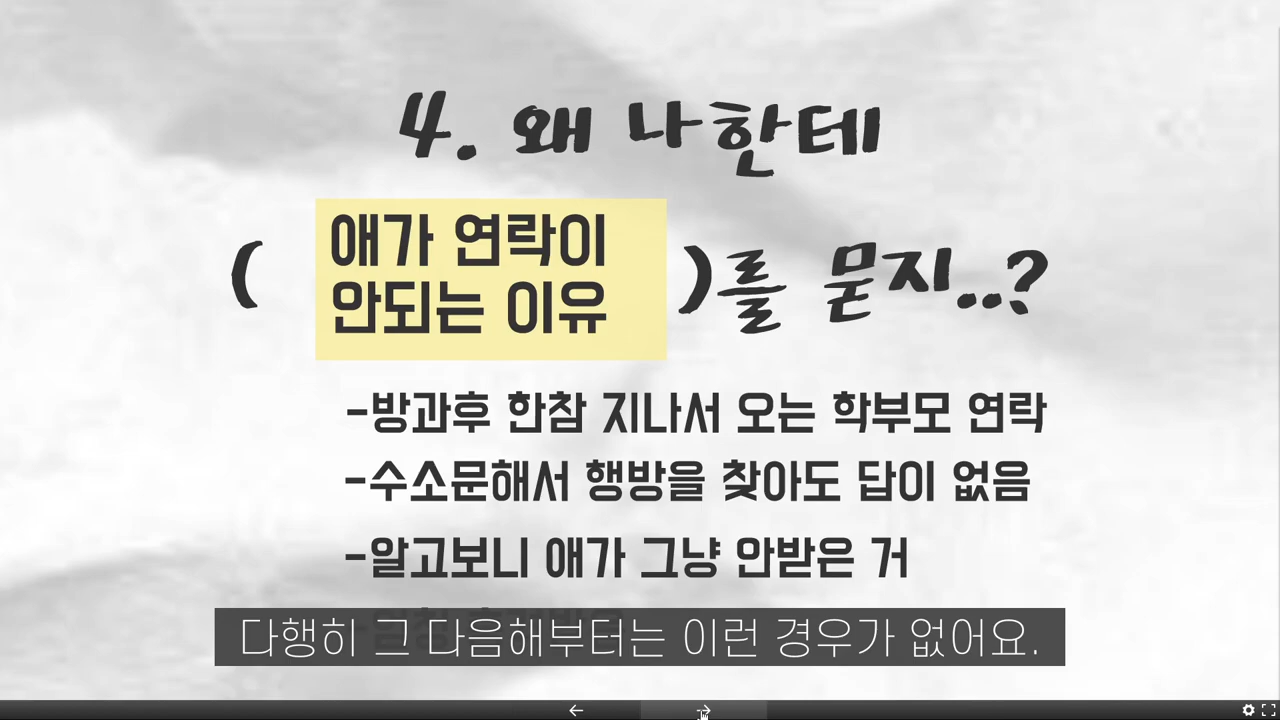 4. 왜 나한테
( 애가 연락이
안되는 이유 )를 묻지..?
-방과후 한참 지나서 오는 학부모 연락
-수소문해서 행방을 찾아도 답이 없음
-알고보니 애가 그냥 안받은 거
다행히 그 다음해부터는 이런 경우가 없어요.